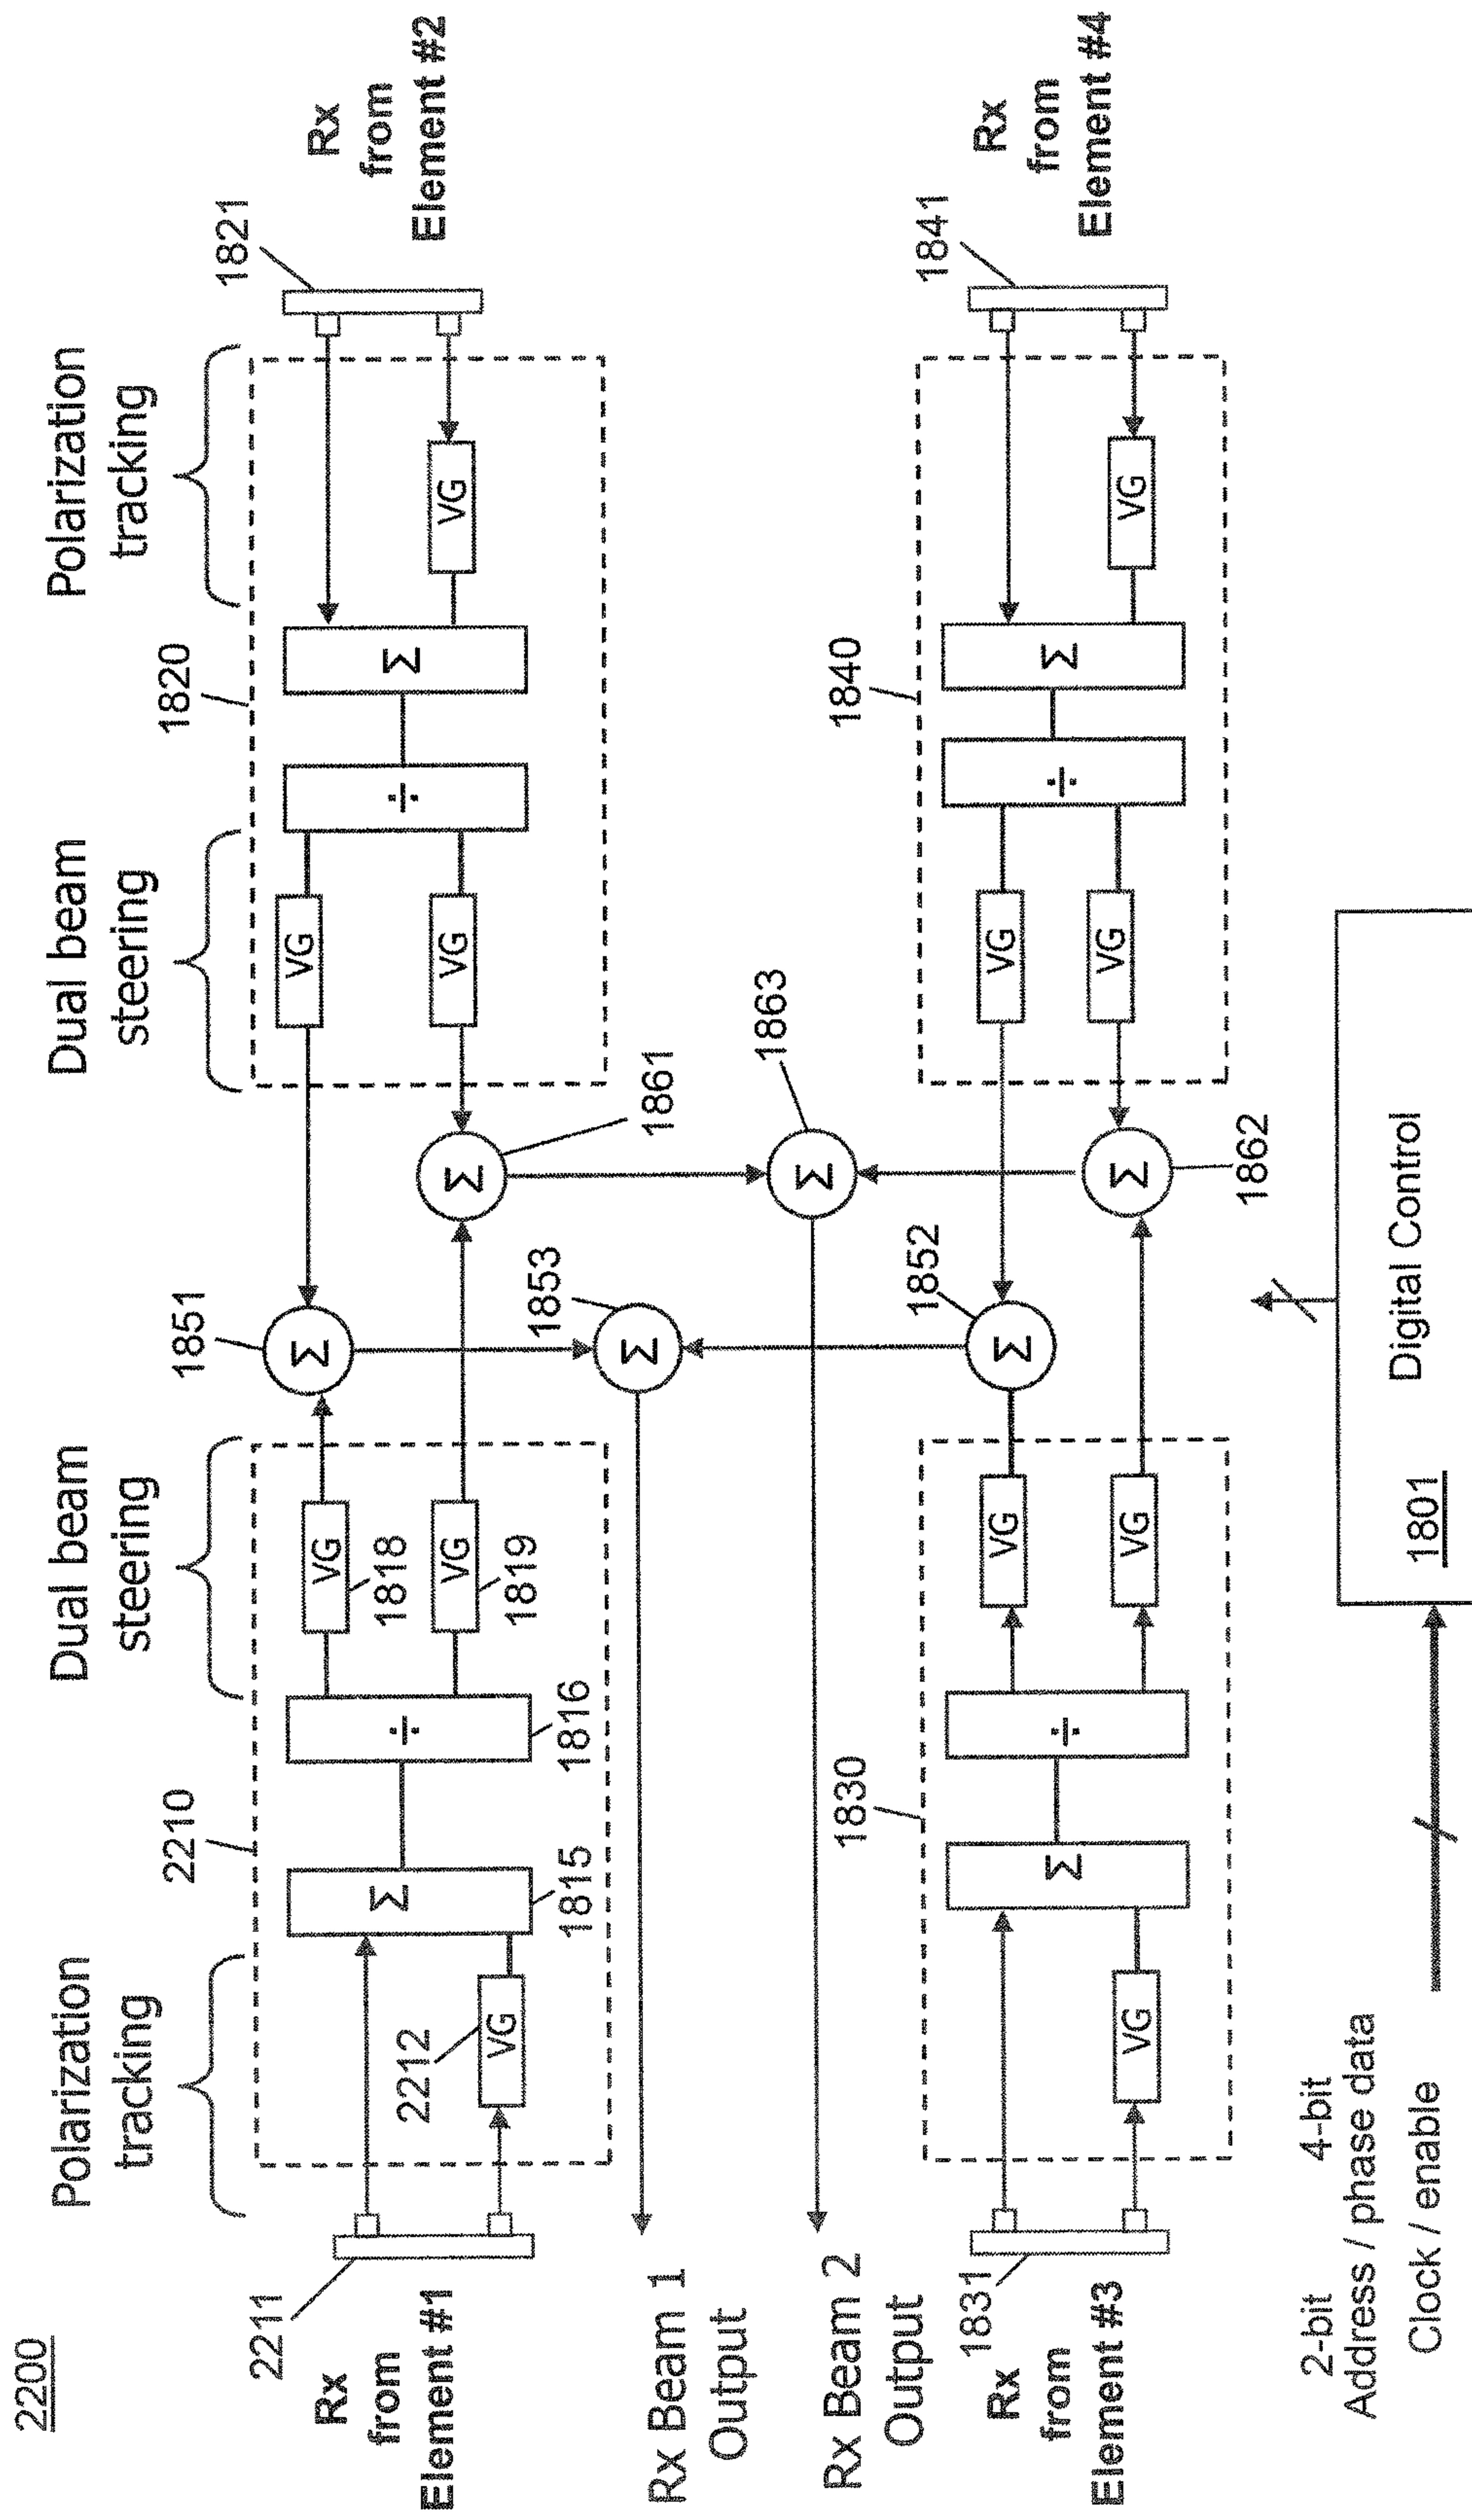 2200
Polarization
tracking
Dual beam
steering
Dual beam
steering
Polarization
tracking
2210
1851
1820
1821
2211
Rx
from
Element #1
2212
VG
Σ
1815
÷
1816
VG
1818
VG
1819
Σ
Σ
1861
VG
VG
÷
Σ
VG
Rx
from
Element #2
Rx Beam 1
Output
1853
Σ
Rx Beam 2
Output
1863
Σ
1830
1852
1840
1841
1831
Rx
from
Element #3
VG
Σ
÷
VG
VG
Σ
Σ
1862
VG
VG
÷
Σ
VG
Rx
from
Element #4
2-bit 4-bit
Address / phase data
Clock / enable
Digital Control
1801